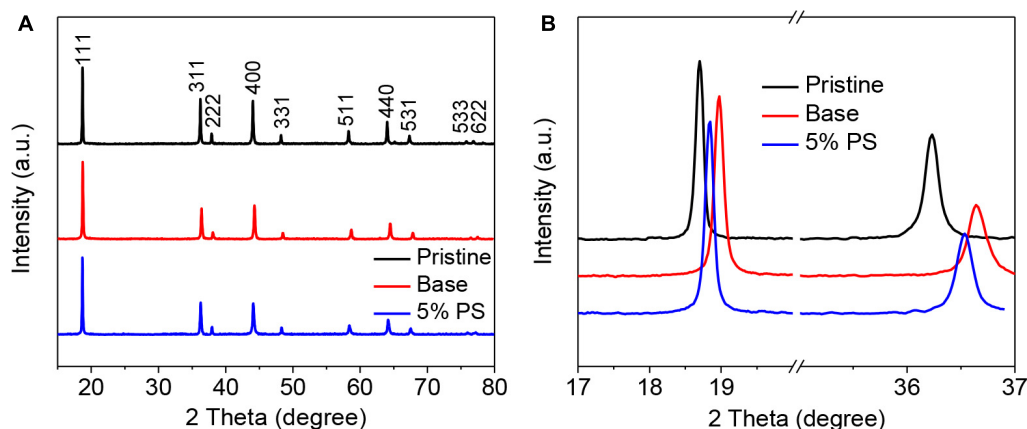 A
Intensity (a.u.)
111
311
222
400
331
511
440
531
533
622
Pristine
Base
5% PS
20 30 40 50 60 70 80
2 Theta (degree)
B
Intensity (a.u.)
Pristine
Base
5% PS
17 18 19 36 37
2 Theta (degree)